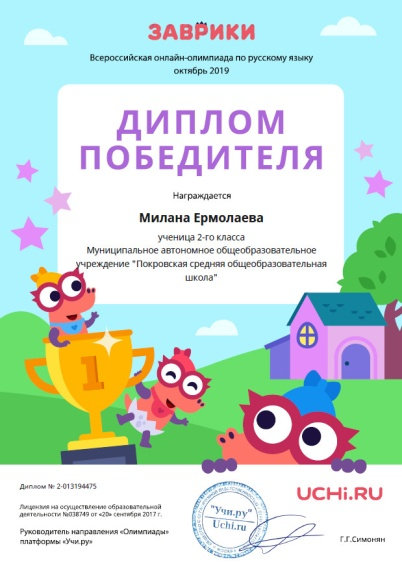 ЗАВРИКИ
Всероссийская онлайн-олимпиада по русскому языку
октябрь 2019
ДИПЛОМ
ПОБЕДИТЕЛЯ
Награждается
Милана Ермолаева
ученица 2-го класса
Муниципальное автономное общеобразовательное
учреждение "Покровская средняя общеобразовательная
школа"
1
Диплом № 2-013194475
Лицензия на осуществление образовательной
деятельности №038749 от «20» сентября 2017 г.
Руководитель направления «Олимпиады»
платформы «Учи.ру»
"Учи.ру"
Uchi.ru
UCHi.RU
Г.Г.Симонян